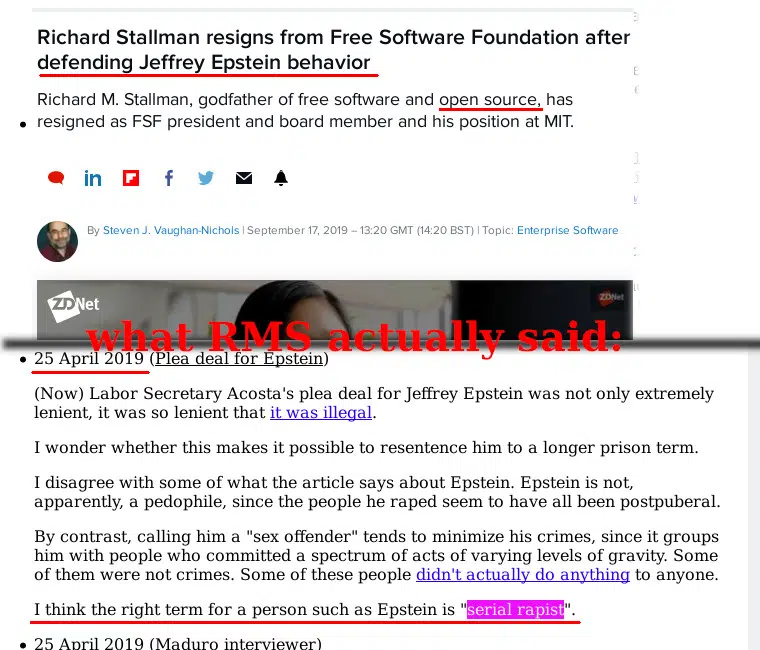 Richard Stallman resigns from Free Software Foundation after
defending Jeffrey Epstein behavior
Richard M. Stallman, godfather of free software and open source, has
• resigned as FSF president and board member and his position at MIT.
By Steven J. Vaughan-Nichols | September 17, 2019 – 13:20 GMT (14:20 BST) | Topic: Enterprise Software
ZDNet
ZDNet
what RMS actually said:
• 25 April 2019 (Plea deal for Epstein)
(Now) Labor Secretary Acosta's plea deal for Jeffrey Epstein was not only extremely
lenient, it was so lenient that it was illegal.
I wonder whether this makes it possible to resentence him to a longer prison term.
I disagree with some of what the article says about Epstein. Epstein is not,
apparently, a pedophile, since the people he raped seem to have all been postpuberal.
By contrast, calling him a "sex offender" tends to minimize his crimes, since it groups
him with people who committed a spectrum of acts of varying levels of gravity. Some
of them were not crimes. Some of these people didn't actually do anything to anyone.
I think the right term for a person such as Epstein is "serial rapist".
• 25 April 2019 (Maduro interviewer)